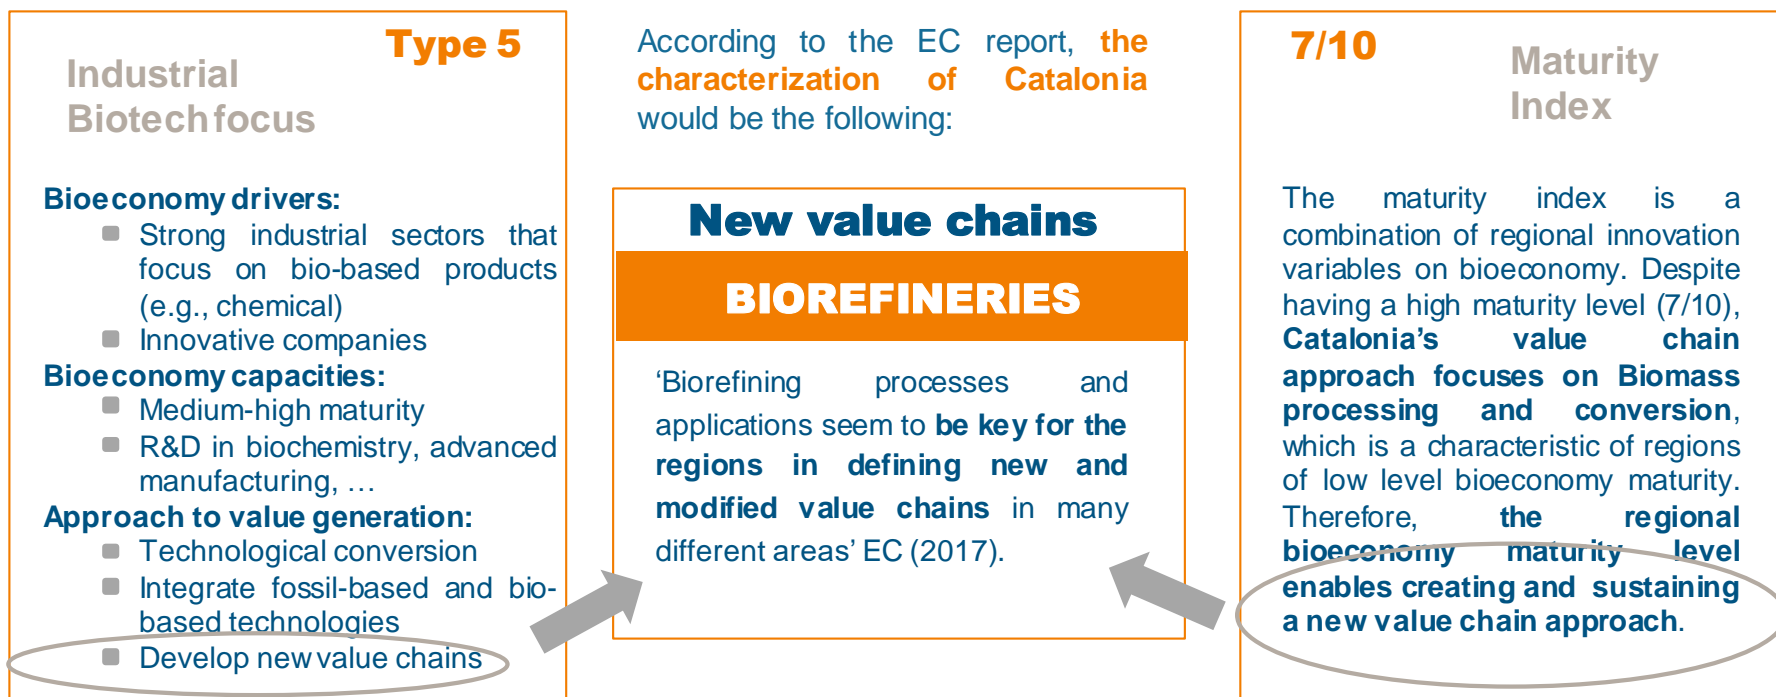 Type 5
Industrial
Biotech focus
Bioeconomy drivers:
Strong industrial sectors that
focus on bio-based products
(e.g., chemical)
Innovative companies
Bioeconomy capacities:
Medium-high maturity
R&D in biochemistry, advanced
manufacturing, …
Approach to value generation:
Technological conversion
Integrate fossil-based and bio-
based technologies
Develop new value chains
According to the EC report, the
characterization of Catalonia
would be the following:
New value chains
BIOREFINERIES
‘Biorefining processes and
applications seem to be key for the
regions in defining new and
modified value chains in many
different areas’ EC (2017).
7/10
Maturity
Index
The maturity index is a
combination of regional innovation
variables on bioeconomy. Despite
having a high maturity level (7/10),
Catalonia’s value chain
approach focuses on Biomass
processing and conversion,
which is a characteristic of regions
of low level bioeconomy maturity.
Therefore, the regional
bioeconomy maturity level
enables creating and sustaining
a new value chain approach.